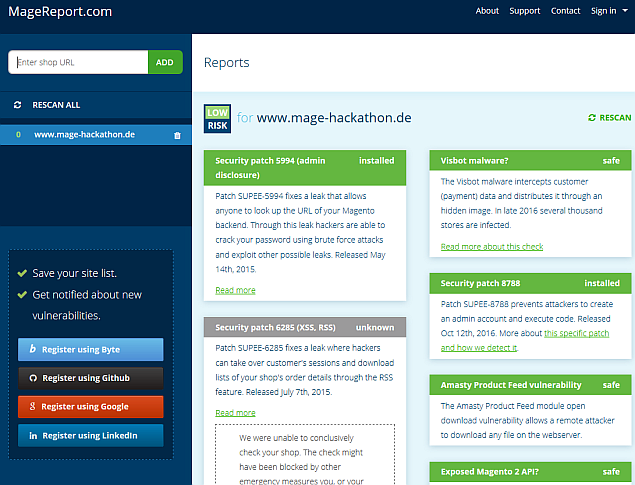 MageReport.com
About Support Contact Sign in
Enter shop URL ADD
RESCAN ALL
0 www.mage-hackathon.de
Save your site list.
Get notified about new
vulnerabilities.
b Register using Byte
Register using Github
g Register using Google
in Register using LinkedIn
Reports
LOW
RISK
for www.mage-hackathon.de
RESCAN
Security patch 5994 (admin installed
disclosure)
Patch SUPEE-5994 fixes a leak that allows
anyone to look up the URL of your Magento
backend. Through this leak hackers are able to
crack your password using brute force attacks
and exploit other possible leaks. Released May
14th, 2015.
Read more
Security patch 6285 (XSS, RSS) unknown
Patch SUPEE-6285 fixes a leak where hackers
can take over customer's sessions and download
lists of your shop's order details through the RSS
feature. Released July 7th, 2015.
Read more
We were unable to conclusively
check your shop. The check might
have been blocked by other
emergency measures you, or your
Visbot malware? safe
The Visbot malware intercepts customer
(payment) data and distributes it through an
hidden image. In late 2016 several thousand
stores are infected.
Read more about this check
Security patch 8788 installed
Patch SUPEE-8788 prevents attackers to create
an admin account and execute code. Released
Oct 12th, 2016. More about this specific patch
and how we detect it.
Amasty Product Feed vulnerability safe
The Amasty Product Feed module open
download vulnerability allows a remote attacker
to download any file on the webserver.
Exposed Magento 2 API? safe